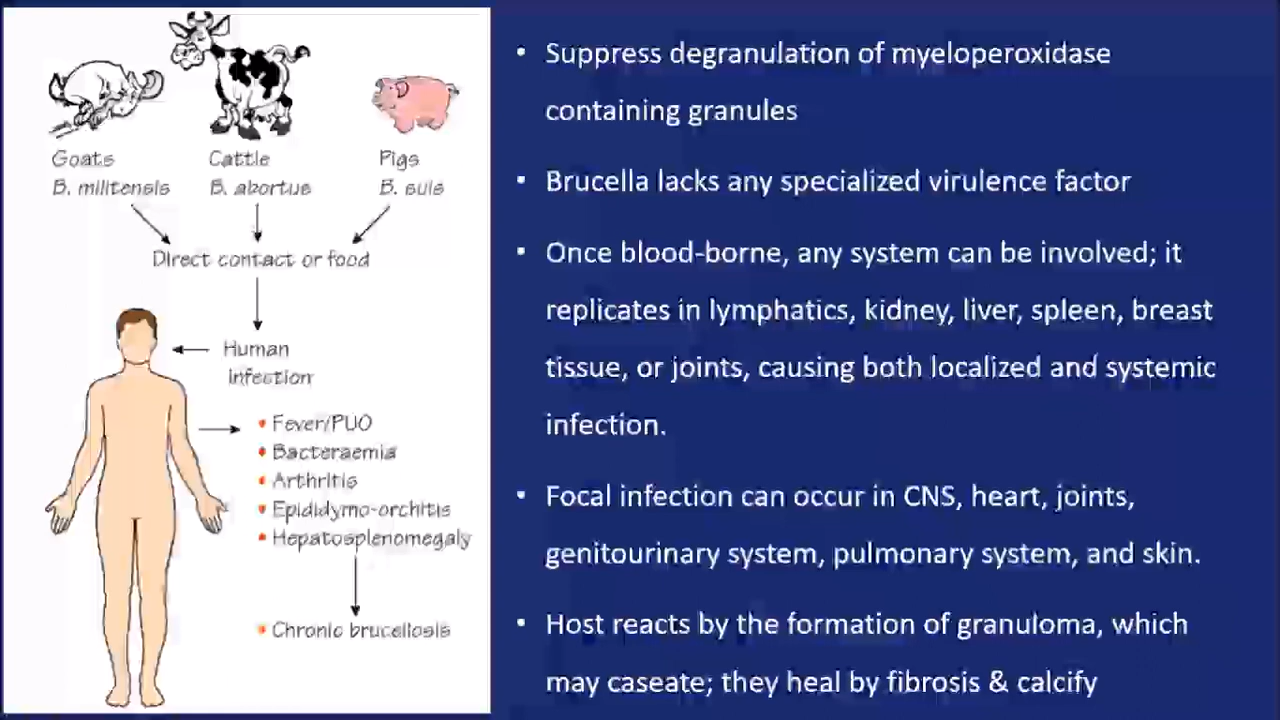 Goats
B. militensis
Cattle
B. abortus
Pigs
B. suis
Direct contact or food
Human
infection
• Fever/PUO
• Bacteraemia
• Arthritis
• Epididymo-orchitis
• Hepatosplenomegaly
• Chronic brucellosis
• Suppress degranulation of myeloperoxidase
containing granules
• Brucella lacks any specialized virulence factor
• Once blood-borne, any system can be involved; it
replicates in lymphatics, kidney, liver, spleen, breast
tissue, or joints, causing both localized and systemic
infection.
• Focal infection can occur in CNS, heart, joints,
genitourinary system, pulmonary system, and skin.
• Host reacts by the formation of granuloma, which
may caseate; they heal by fibrosis & calcify